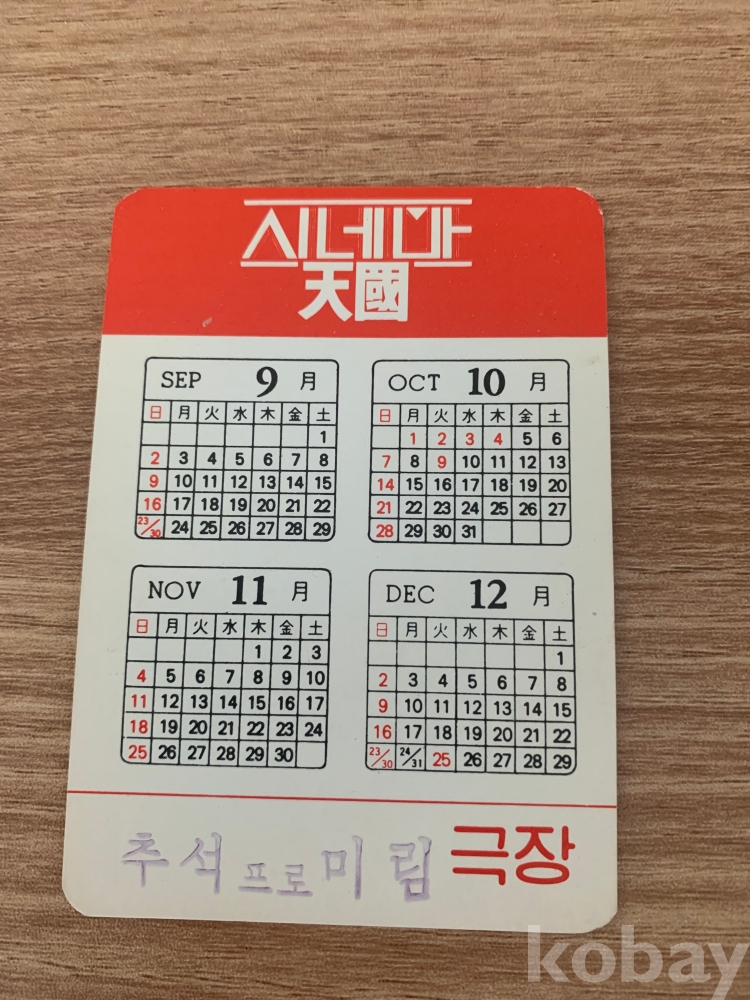 시네마
天國
SEP 9 月
日 月 火 水 木 金 土
1
2 3 4 5 6 7 8
9 10 11 12 13 14 15
16 17 18 19 20 21 22
23/30 24 25 26 27 28 29
OCT 10 月
日 月 火 水 木 金 土
1 2 3 4 5 6
7 8 9 10 11 12 13
14 15 16 17 18 19 20
21 22 23 24 25 26 27
28 29 30 31
NOV 11 月
日 月 火 水 木 金 土
1 2 3
4 5 6 7 8 9 10
11 12 13 14 15 16 17
18 19 20 21 22 23 24
25 26 27 28 29 30
DEC 12 月
日 月 火 水 木 金 土
1
2 3 4 5 6 7 8
9 10 11 12 13 14 15
16 17 18 19 20 21 22
23/30 24/31 25 26 27 28 29
추석 프로 미림 극장
kobay